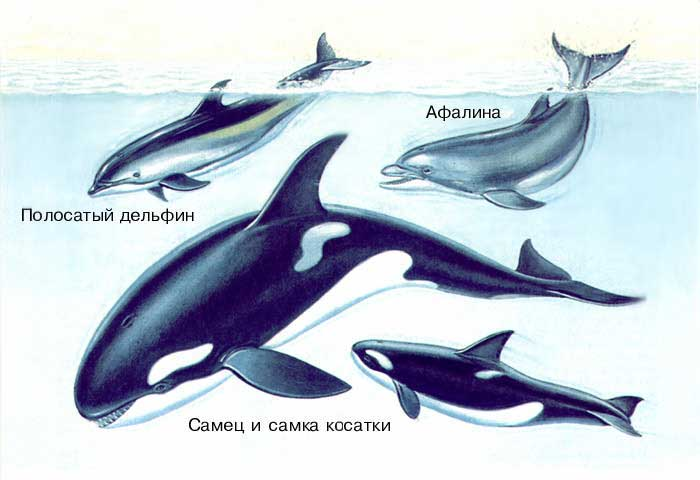 Афалина
Полосатый дельфин
Самец и самка косатки